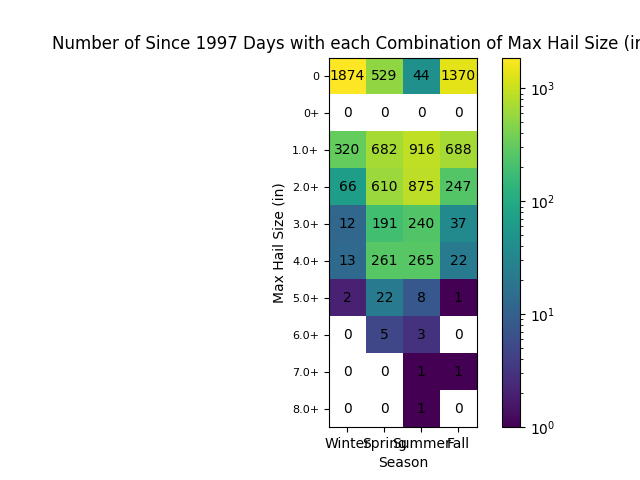 Number of Since 1997 Days with each Combination of Max Hail Size (in
0 1874 529 44 1370
0+ 0 0 0 0
1.0+ 320 682 916 688
2.0+ 66 610 875 247
3.0+ 12 191 240 37
4.0+ 13 261 265 22
5.0+ 2 22 8 1
6.0+ 0 5 3 0
7.0+ 0 0 1 1
8.0+ 0 0 1 0
Winter Spring Summer Fall
Season
Max Hail Size (in)
10³
10²
10¹
10⁰